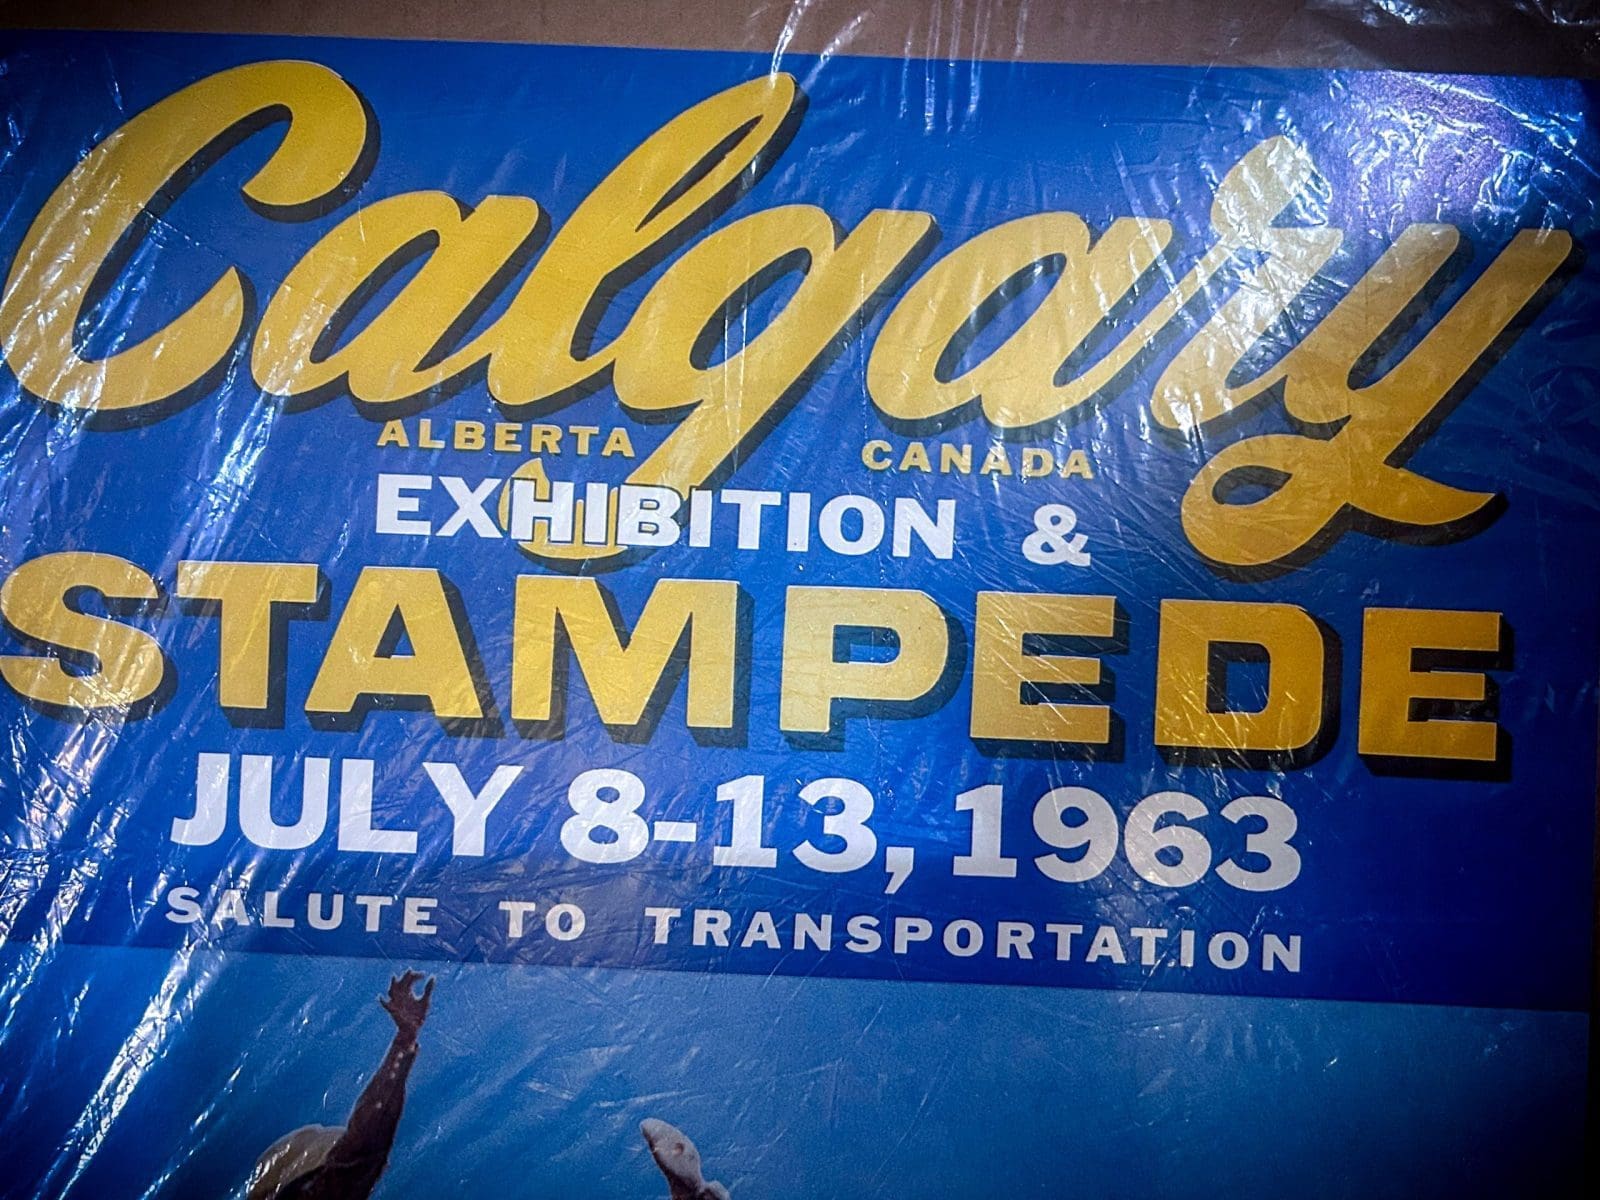 Calgary
ALBERTA CANADA
EXHIBITION &
STAMPEDE
JULY 8-13, 1963
SALUTE TO TRANSPORTATION